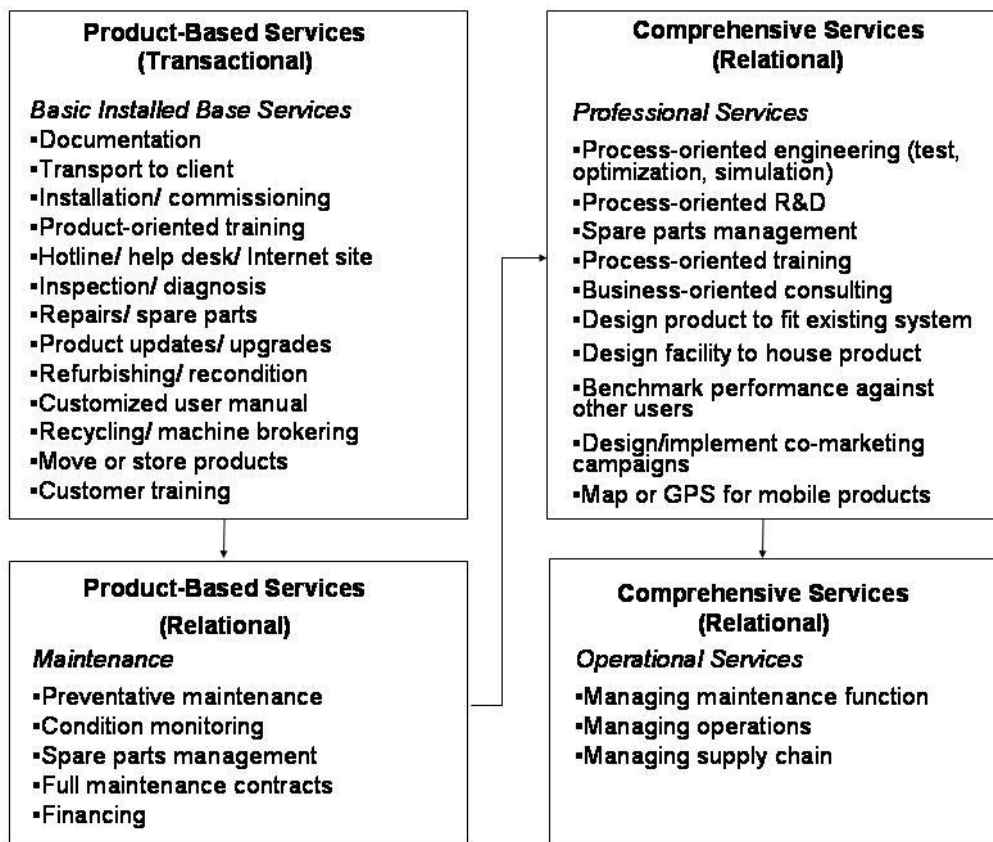 Product-Based Services
(Transactional)
Basic Installed Base Services
▪Documentation
▪Transport to client
▪Installation/ commissioning
▪Product-oriented training
▪Hotline/ help desk/ Internet site
▪Inspection/ diagnosis
▪Repairs/ spare parts
▪Product updates/ upgrades
▪Refurbishing/ recondition
▪Customized user manual
▪Recycling/ machine brokering
▪Move or store products
▪Customer training
Product-Based Services
(Relational)
Maintenance
▪Preventative maintenance
▪Condition monitoring
▪Spare parts management
▪Full maintenance contracts
▪Financing
Comprehensive Services
(Relational)
Professional Services
▪Process-oriented engineering (test,
optimization, simulation)
▪Process-oriented R&D
▪Spare parts management
▪Process-oriented training
▪Business-oriented consulting
▪Design product to fit existing system
▪Design facility to house product
▪Benchmark performance against
other users
▪Design/implement co-marketing
campaigns
▪Map or GPS for mobile products
Comprehensive Services
(Relational)
Operational Services
▪Managing maintenance function
▪Managing operations
▪Managing supply chain